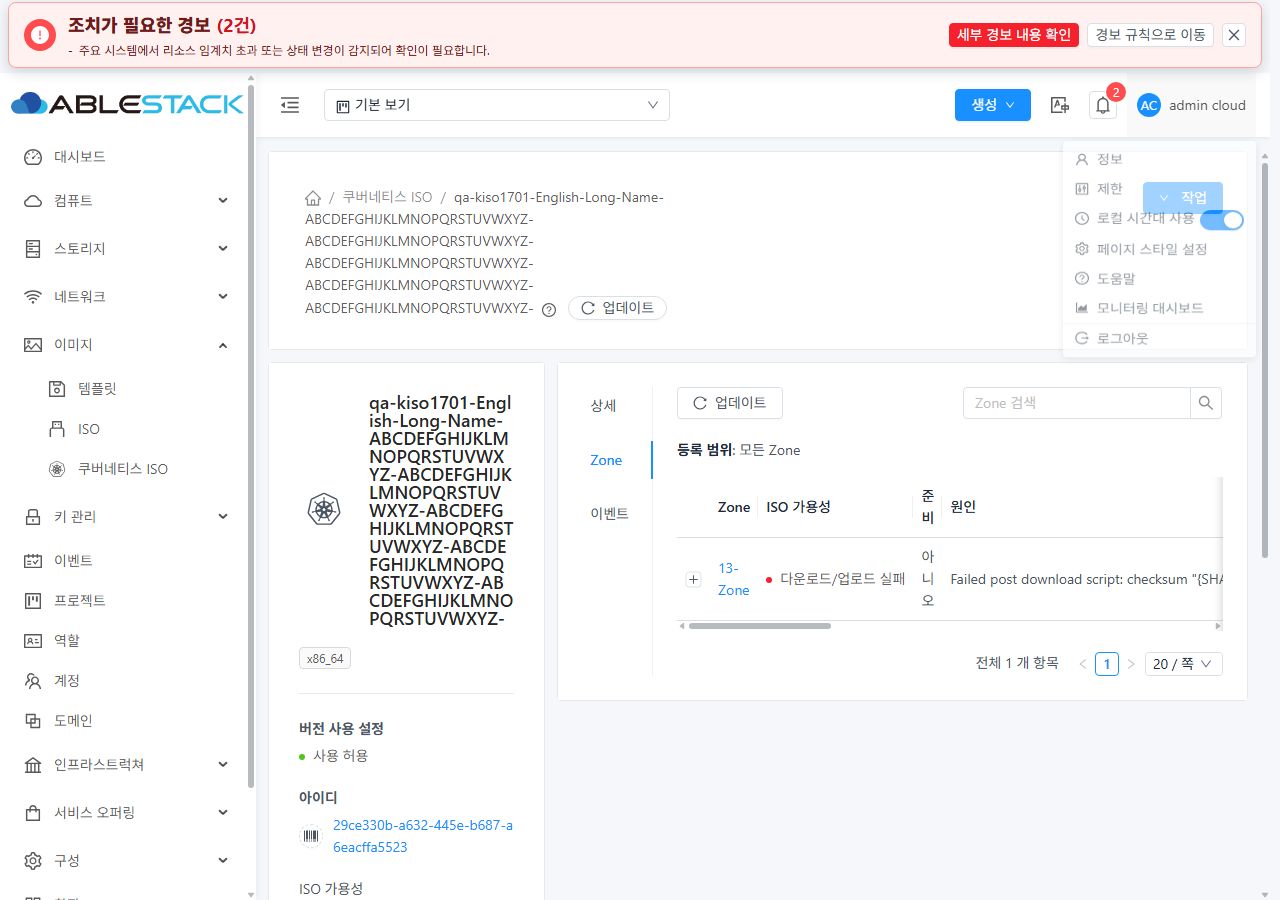 조치가 필요한 경보 (2건)
- 주요 시스템에서 리소스 임계치 초과 또는 상태 변경이 감지되어 확인이 필요합니다.
세부 경보 내용 확인
경보 규칙으로 이동
ABLESTACK
기본 보기
생성
2
AC
admin cloud
대시보드
컴퓨트
스토리지
네트워크
이미지
템플릿
ISO
쿠버네티스 ISO
키 관리
이벤트
프로젝트
역할
계정
도메인
인프라스트럭쳐
서비스 오퍼링
구성
정보
제한
작업
로컬 시간대 사용
페이지 스타일 설정
도움말
모니터링 대시보드
로그아웃
/ 쿠버네티스 ISO / qa-kiso1701-English-Long-Name-
ABCDEFGHIJKLMNOPQRSTUVWXYZ-
ABCDEFGHIJKLMNOPQRSTUVWXYZ-
ABCDEFGHIJKLMNOPQRSTUVWXYZ-
ABCDEFGHIJKLMNOPQRSTUVWXYZ-
ABCDEFGHIJKLMNOPQRSTUVWXYZ-
업데이트
qa-kiso1701-Engl
ish-Long-Name-
ABCDEFGHIJKLM
NOPQRSTUVWX
YZ-ABCDEFGHIJK
LMNOPQRSTUV
WXYZ-ABCDEFG
HIJKLMNOPQRST
UVWXYZ-ABCDE
FGHIJKLMNOPQ
RSTUVWXYZ-AB
CDEFGHIJKLMNO
PQRSTUVWXYZ-
x86_64
버전 사용 설정
사용 허용
아이디
29ce330b-a632-445e-b687-a
6eacffa5523
ISO 가용성
상세
Zone
이벤트
업데이트
Zone 검색
등록 범위: 모든 Zone
Zone
ISO 가용성
준
비
원인
13-
Zone
다운로드/업로드 실패
아
니
오
Failed post download script: checksum "{SHA
전체 1 개 항목
1
20 / 쪽